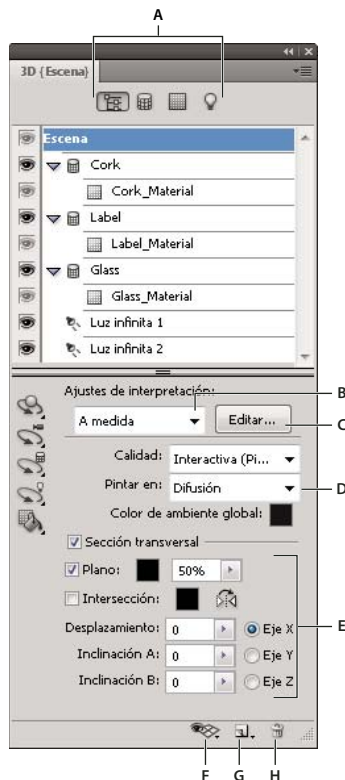 A
3D {Escena}
Escena
Cork
Cork_Material
Label
Label_Material
Glass
Glass_Material
Luz infinita 1
Luz infinita 2
Ajustes de interpretación:
B
A medida
Editar...
C
Calidad: Interactiva (Pi...
Pintar en: Difusión
D
Color de ambiente global:
Sección transversal
Plano: 50%
Intersección:
E
Desplazamiento: 0 Eje X
Inclinación A: 0 Eje Y
Inclinación B: 0 Eje Z
F G H